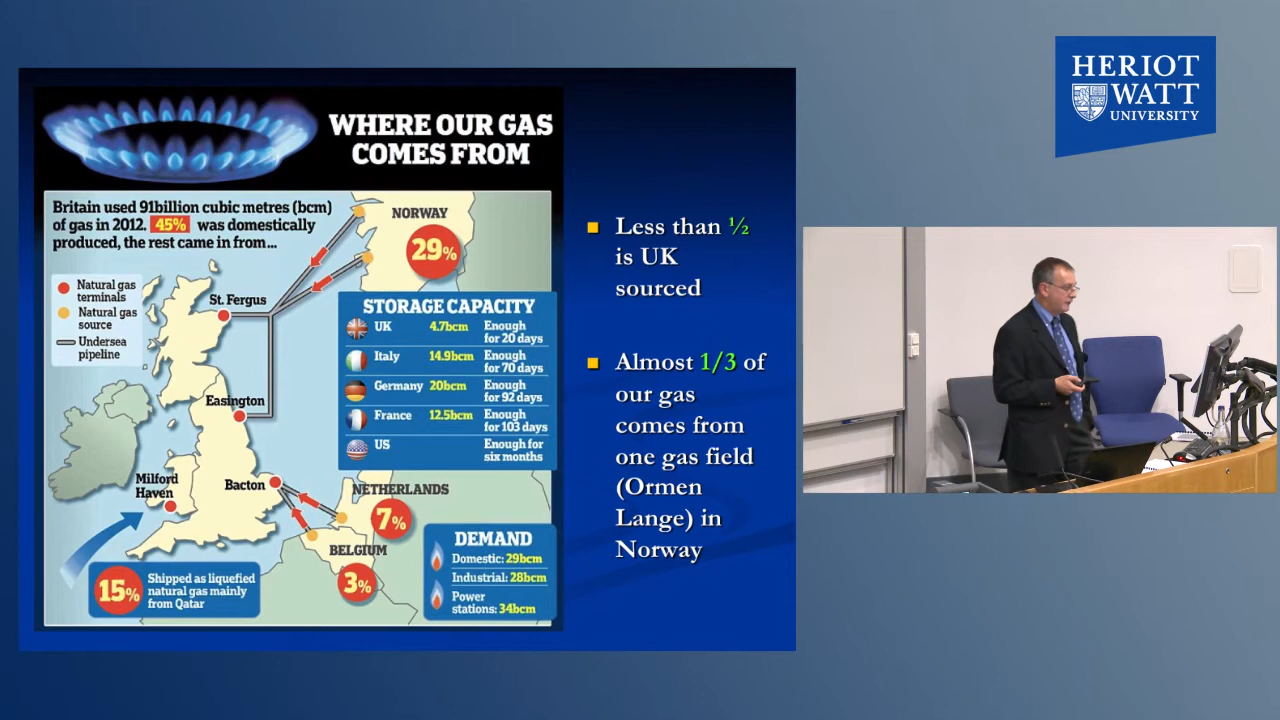 HERIOT
WATT
UNIVERSITY
WHERE OUR GAS
COMES FROM
Britain used 91billion cubic metres (bcm)
of gas in 2012. 45% was domestically
produced, the rest came in from...
Natural gas
terminals
Natural gas
source
Undersea
pipeline
NORWAY
29%
St. Fergus
Easington
Milford
Haven
Bacton
STORAGE CAPACITY
UK 4.7bcm Enough
for 20 days
Italy 14.9bcm Enough
for 70 days
Germany 20bcm Enough
for 92 days
France 12.5bcm Enough
for 103 days
US Enough for
six months
NETHERLANDS
7%
BELGIUM
3%
15% Shipped as liquefied
natural gas mainly
from Qatar
DEMAND
Domestic: 29bcm
Industrial: 28bcm
Power
stations: 34bcm
Less than ½
is UK
sourced
Almost 1/3 of
our gas
comes from
one gas field
(Ormen
Lange) in
Norway